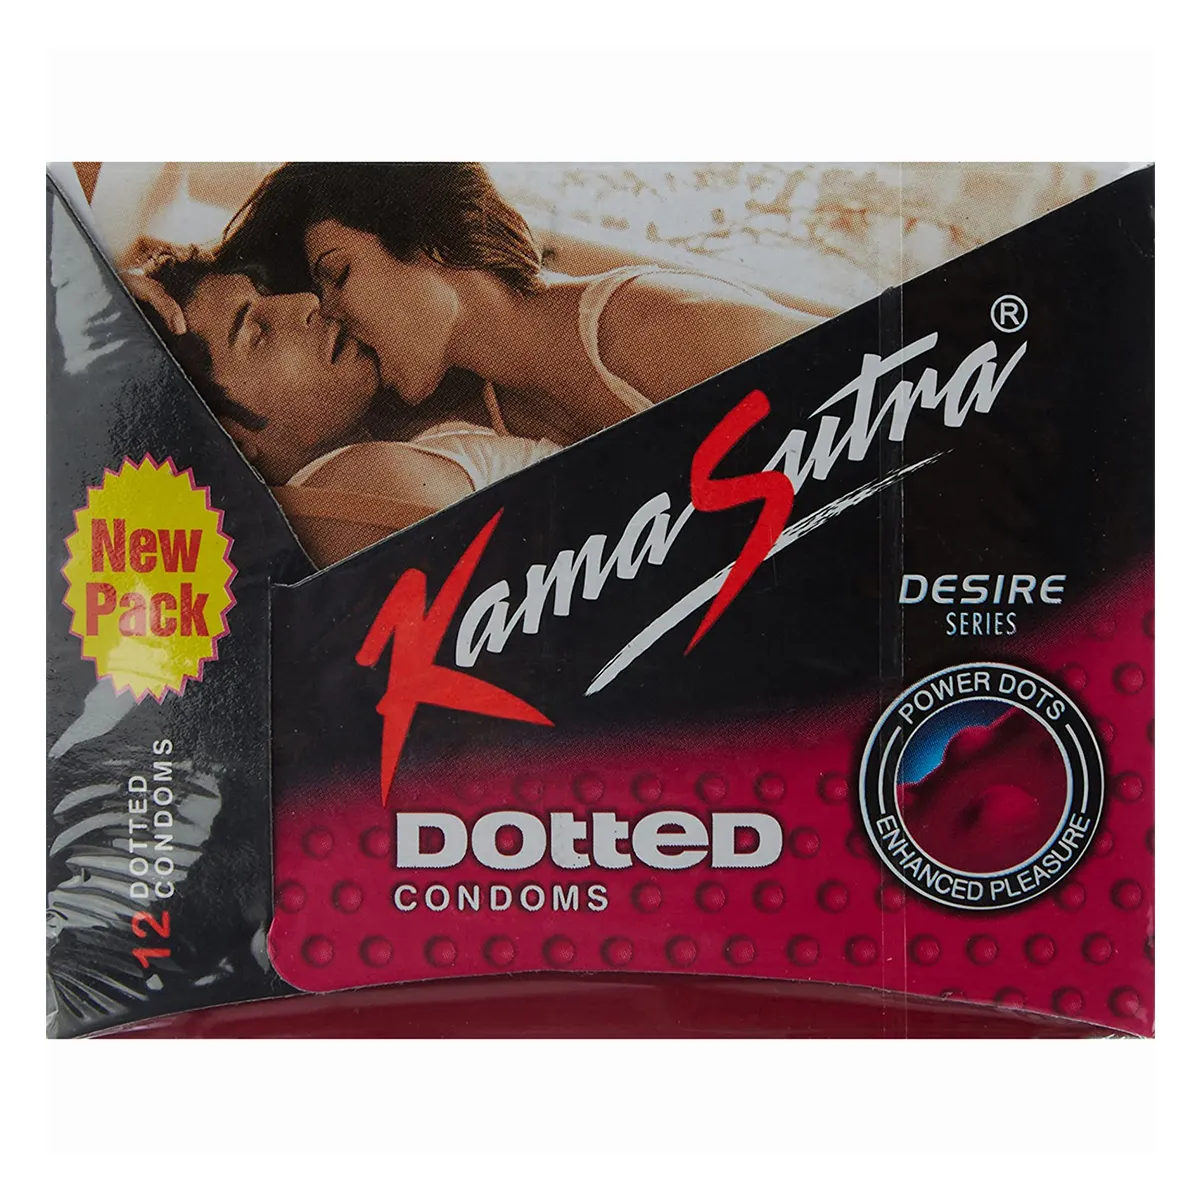 KamaSutra®
DESIRE
SERIES
POWER DOTS
ENHANCED PLEASURE
DOTTED
CONDOMS
New
Pack
12 DOTTED
CONDOMS